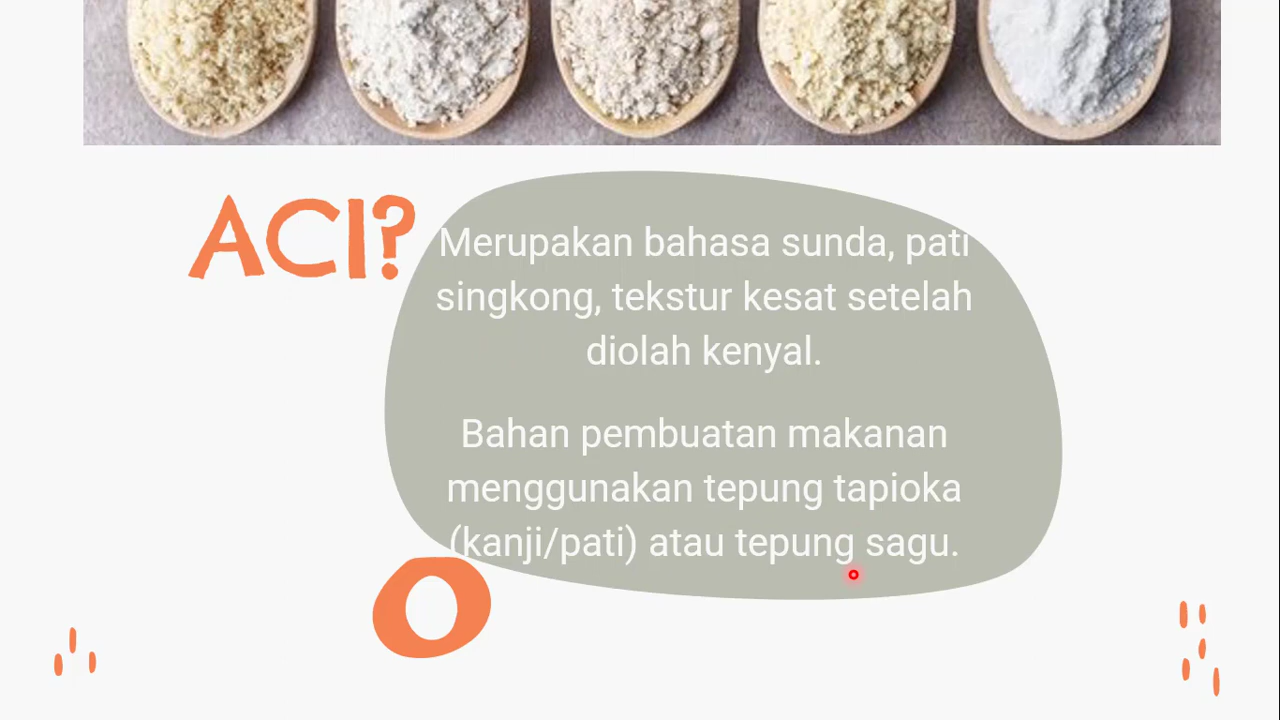 ACI?
Merupakan bahasa sunda, pati
singkong, tekstur kesat setelah
diolah kenyal.
Bahan pembuatan makanan
menggunakan tepung tapioka
(kanji/pati) atau tepung sagu.